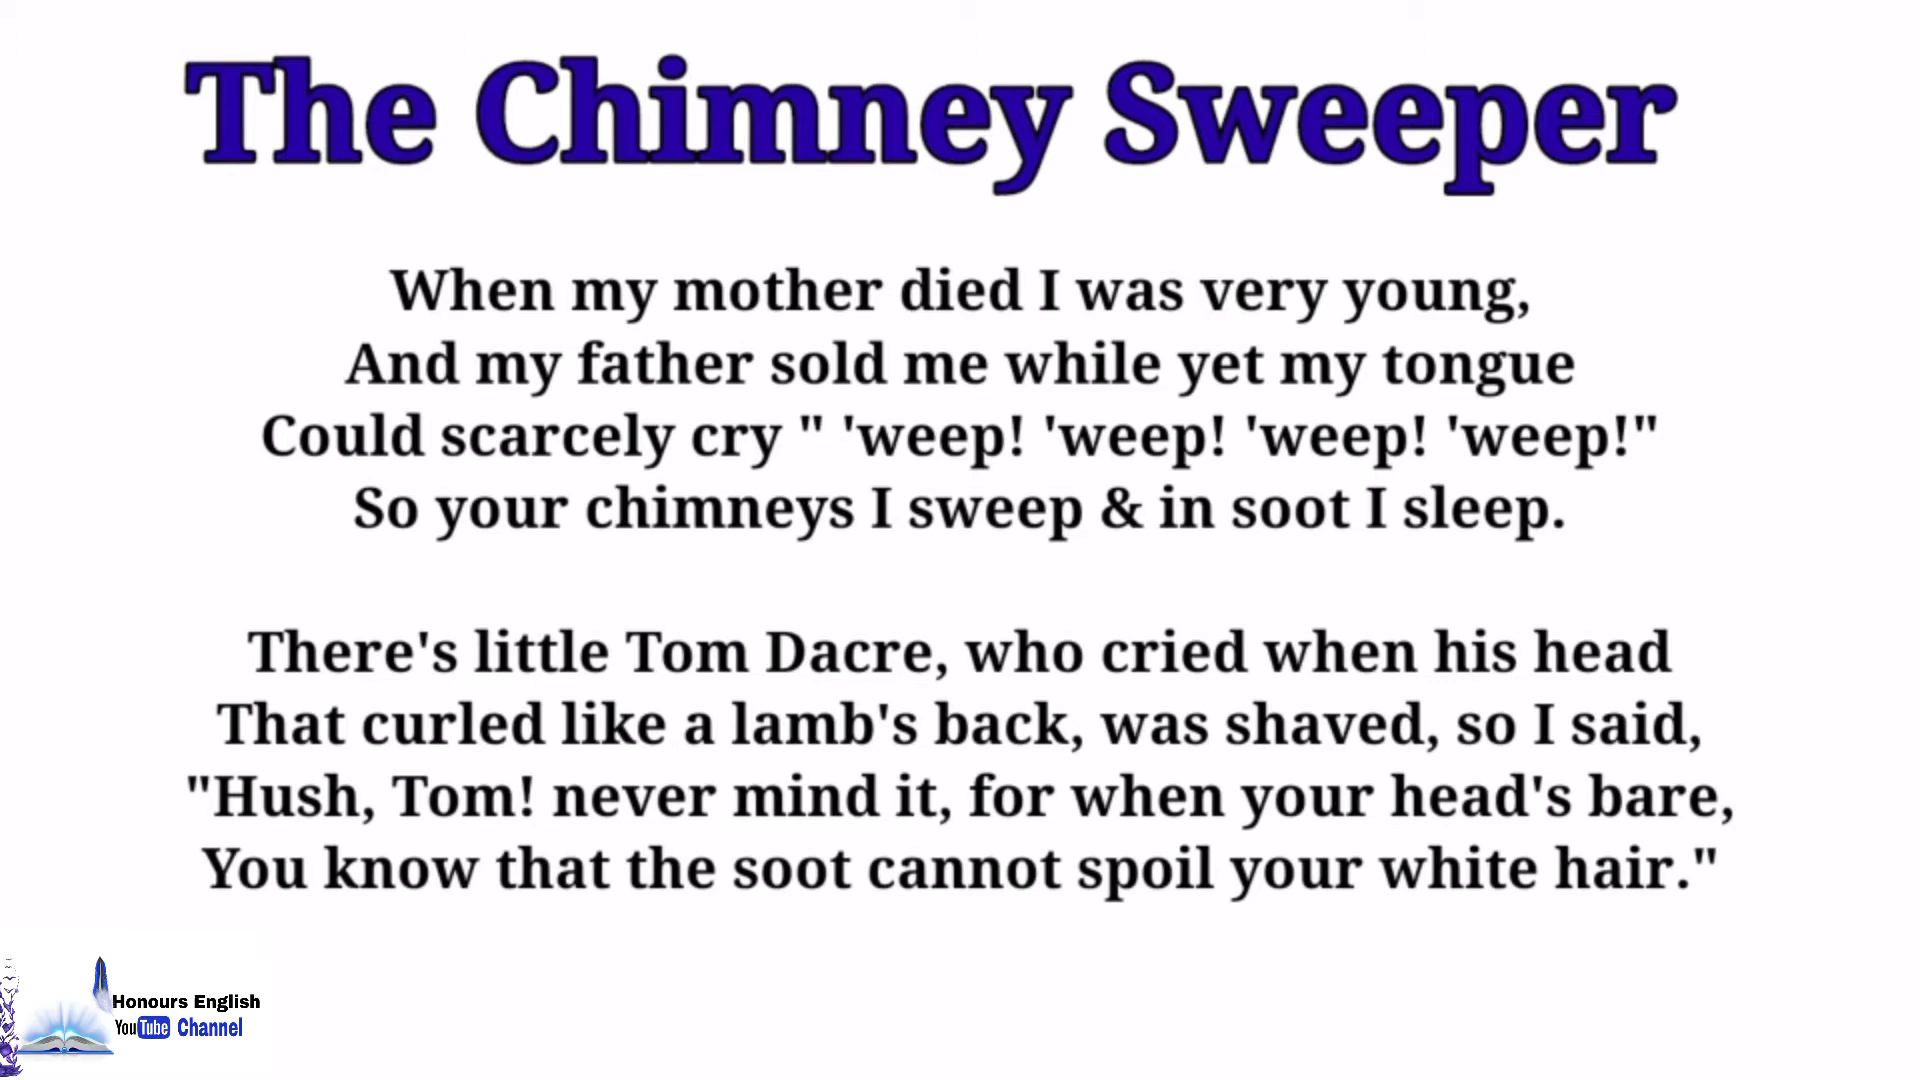 The Chimney Sweeper
When my mother died I was very young,
And my father sold me while yet my tongue
Could scarcely cry " 'weep! 'weep! 'weep! 'weep!"
So your chimneys I sweep & in soot I sleep.
There's little Tom Dacre, who cried when his head
That curled like a lamb's back, was shaved, so I said,
"Hush, Tom! never mind it, for when your head's bare,
You know that the soot cannot spoil your white hair."
Honours English
YouTube Channel